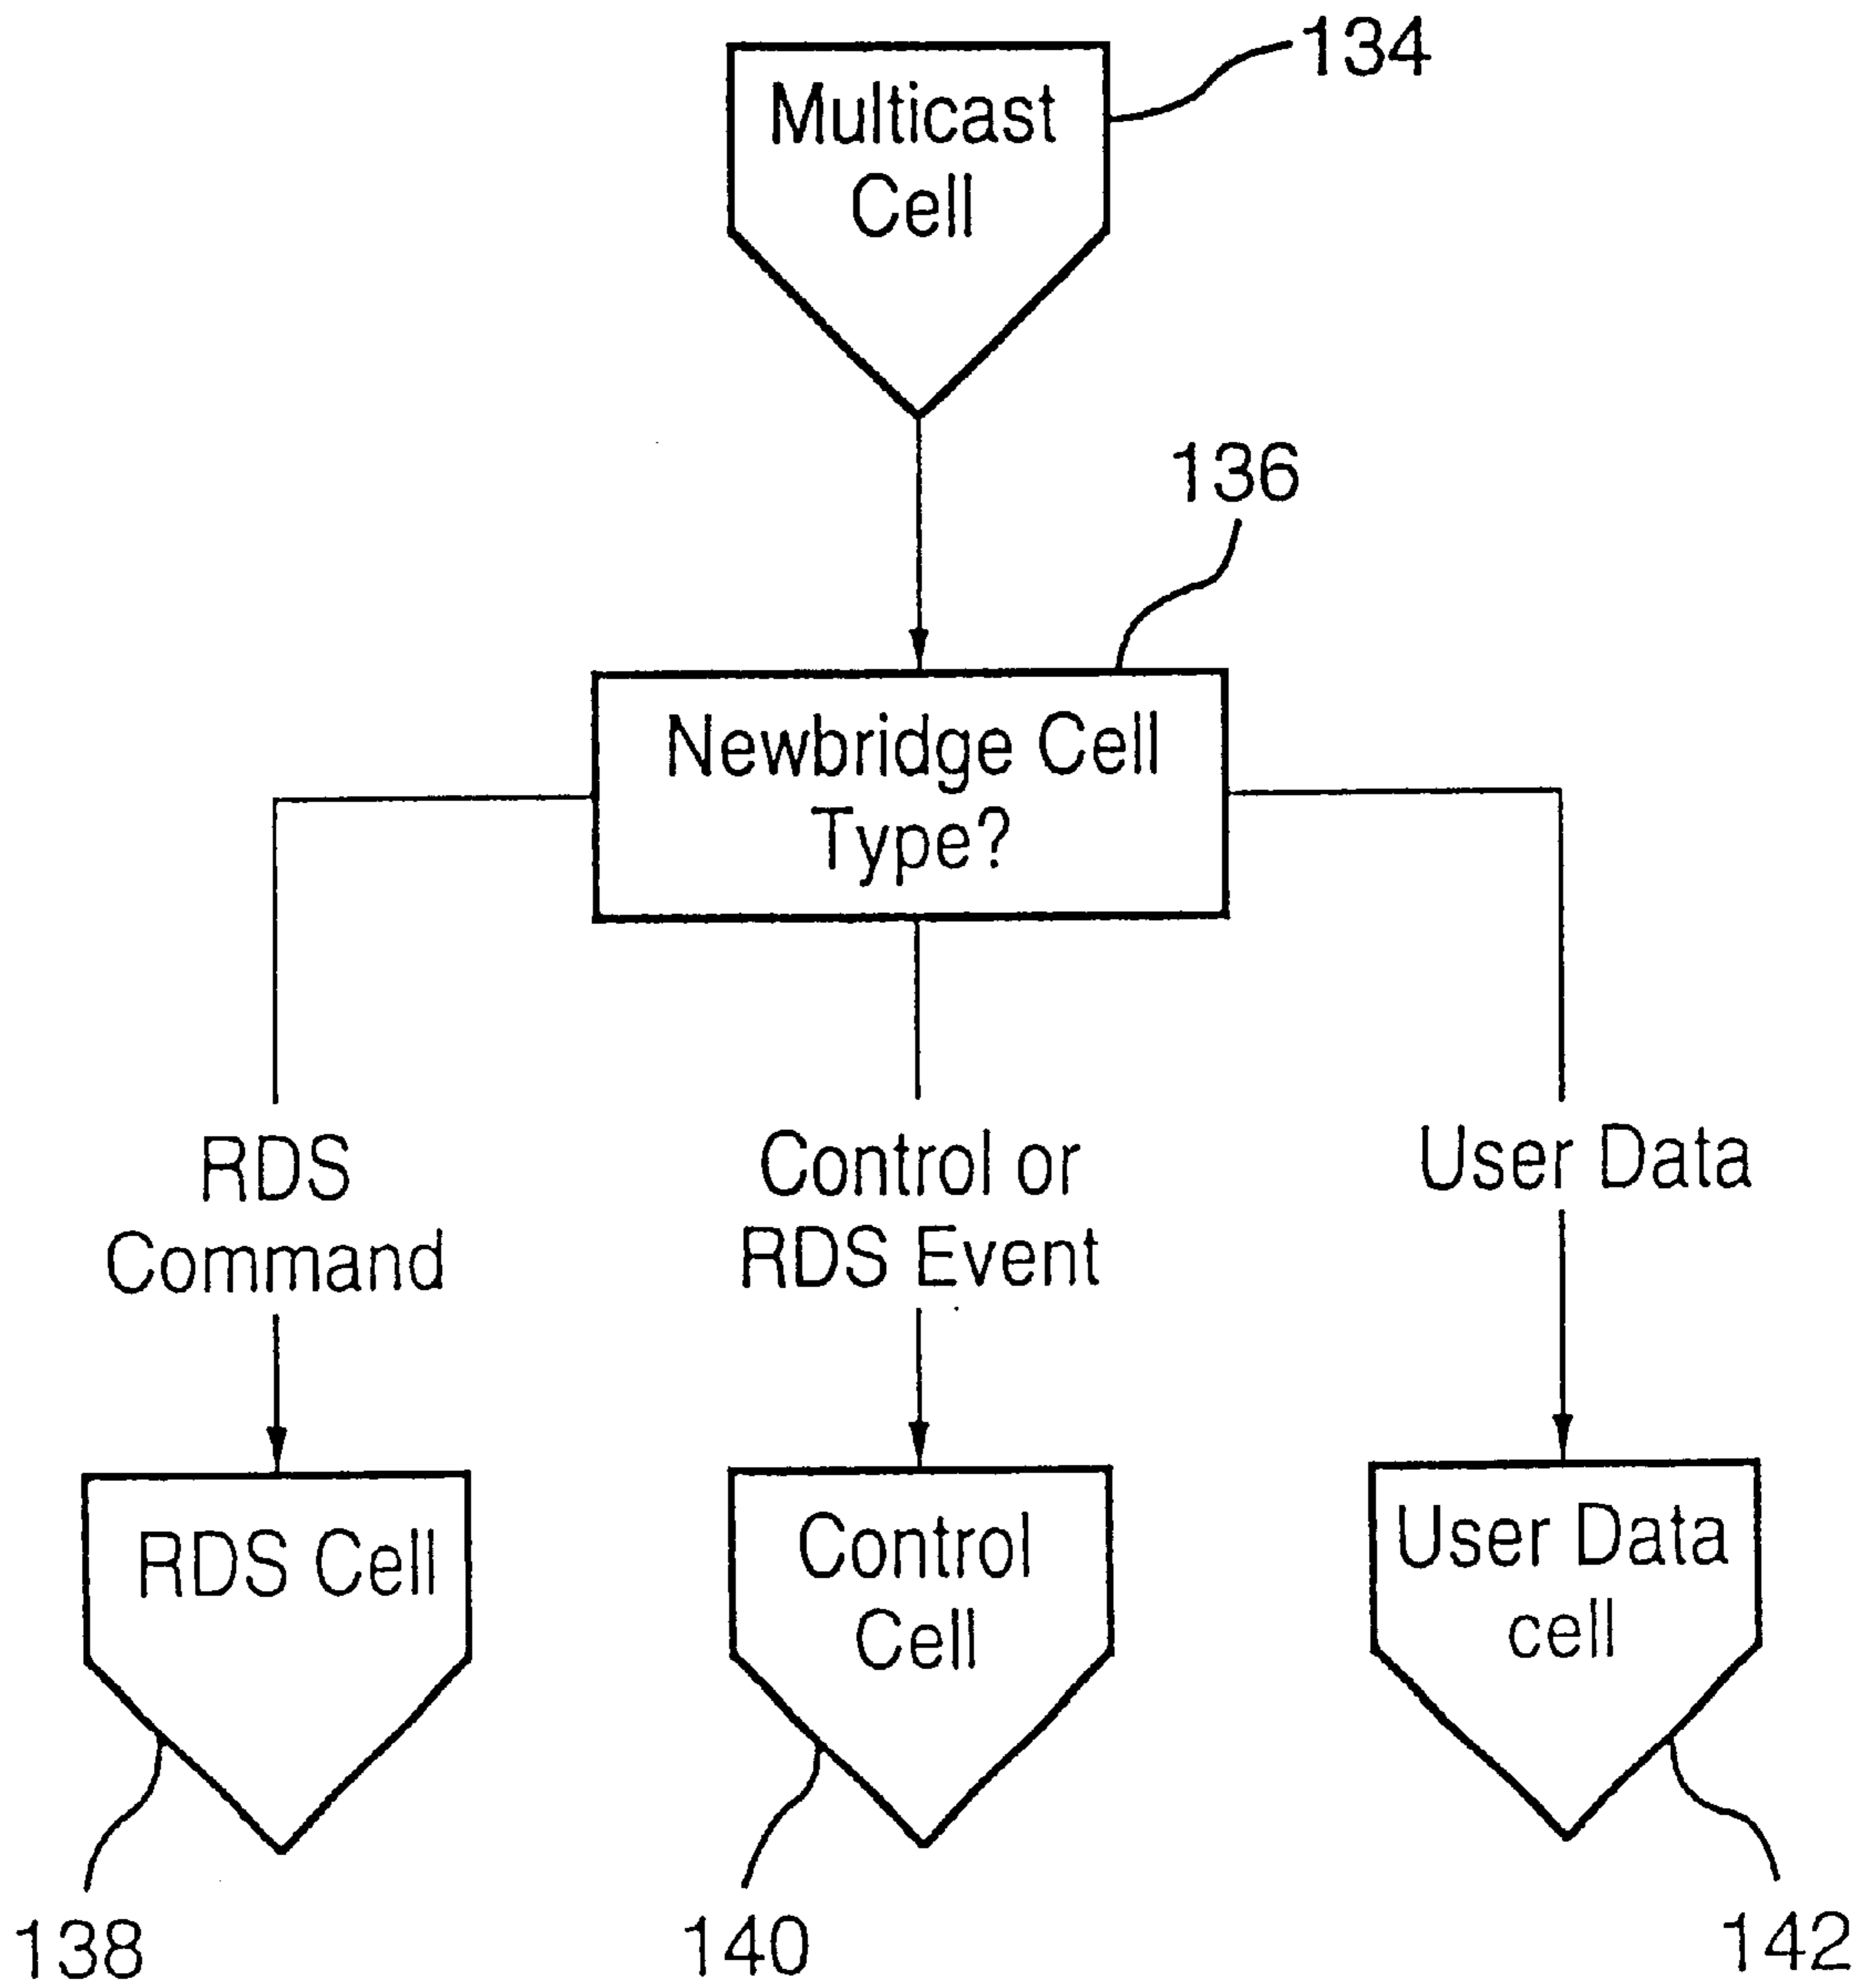 134
Multicast
Cell
136
Newbridge Cell
Type?
RDS
Command
Control or
RDS Event
User Data
RDS Cell
Control
Cell
User Data
cell
138
140
142